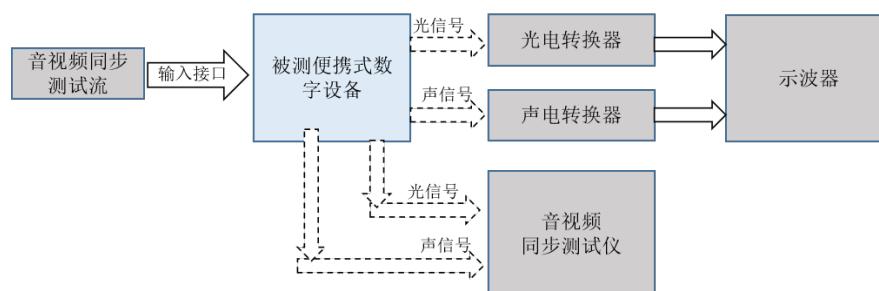 音视频同步
测试流
输入接口
被测便携式数
字设备
光信号
光电转换器
声信号
声电转换器
示波器
光信号
声信号
音视频
同步测试仪